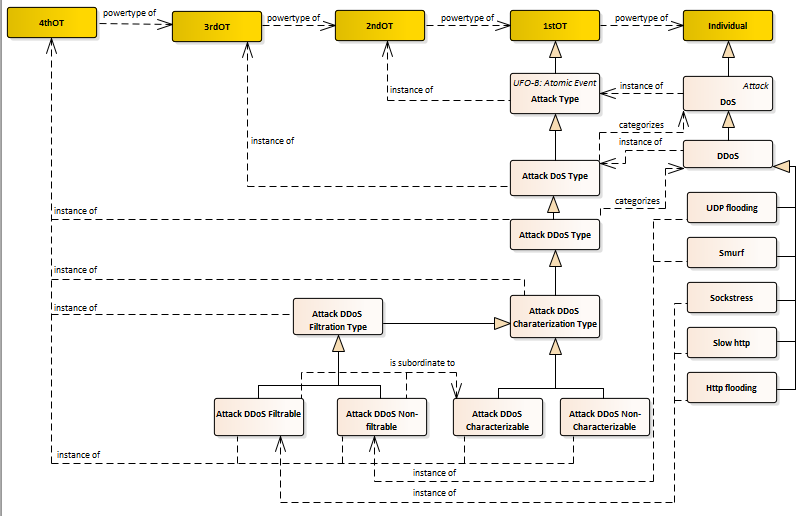 4thOT
powertype of
3rdOT
powertype of
2ndOT
powertype of
1stOT
powertype of
Individual
UFO-B: Atomic Event
Attack Type
instance of
instance of
Attack
DoS
categorizes
instance of
DDoS
instance of
Attack DoS Type
categorizes
instance of
Attack DDoS Type
UDP flooding
Smurf
instance of
instance of
Attack DDoS
Filtration Type
Attack DDoS
Charaterization Type
Sockstress
Slow http
is subordinate to
Http flooding
Attack DDoS Filtrable
Attack DDoS Non-
filtrable
Attack DDoS
Characterizable
Attack DDoS Non-
Characterizable
instance of
instance of
instance of